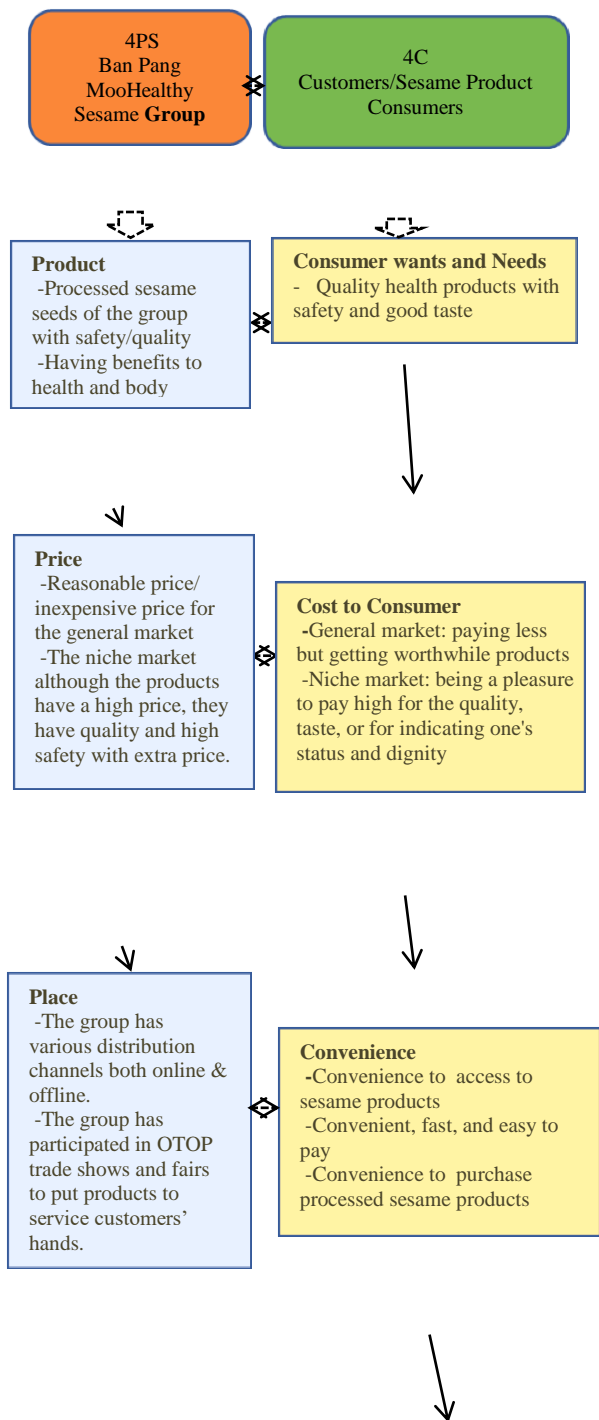 4PS
Ban Pang
MooHealthy
Sesame Group
4C
Customers/Sesame Product
Consumers
Product
-Processed sesame
seeds of the group
with safety/quality
-Having benefits to
health and body
Consumer wants and Needs
- Quality health products with
safety and good taste
Price
-Reasonable price/
inexpensive price for
the general market
-The niche market
although the products
have a high price, they
have quality and high
safety with extra price.
Cost to Consumer
-General market: paying less
but getting worthwhile products
-Niche market: being a pleasure
to pay high for the quality,
taste, or for indicating one's
status and dignity
Place
-The group has
various distribution
channels both online &
offline.
-The group has
participated in OTOP
trade shows and fairs
to put products to
service customers’
hands.
Convenience
-Convenience to access to
sesame products
-Convenient, fast, and easy to
pay
-Convenience to purchase
processed sesame products